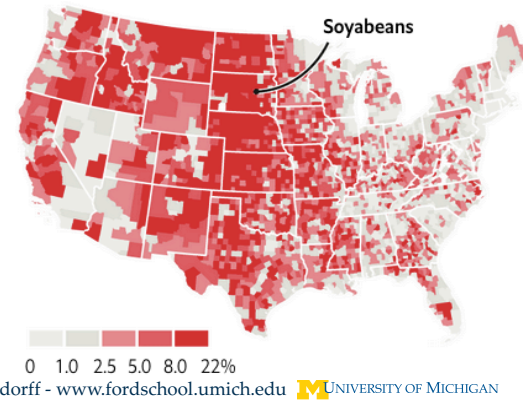 Soyabeans
0 1.0 2.5 5.0 8.0 22%
dorff - www.fordschool.umich.edu M UNIVERSITY OF MICHIGAN